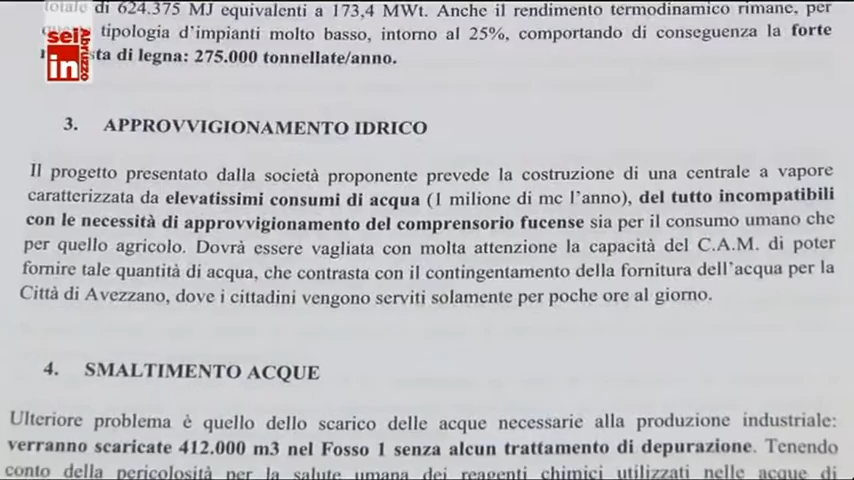 totale di 624.375 MJ equivalenti a 173,4 MWt. Anche il rendimento termodinamico rimane, per
tipologia d'impianti molto basso, intorno al 25%, comportando di conseguenza la forte
sta di legna: 275.000 tonnellate/anno.
sei
in
Abruzzo
3. APPROVVIGIONAMENTO IDRICO
Il progetto presentato dalla società proponente prevede la costruzione di una centrale a vapore
caratterizzata da elevatissimi consumi di acqua (1 milione di mc l'anno), del tutto incompatibili
con le necessità di approvvigionamento del comprensorio fucense sia per il consumo umano che
per quello agricolo. Dovrà essere vagliata con molta attenzione la capacità del C.A.M. di poter
fornire tale quantità di acqua, che contrasta con il contingentamento della fornitura dell'acqua per la
Città di Avezzano, dove i cittadini vengono serviti solamente per poche ore al giorno.
4. SMALTIMENTO ACQUE
Ulteriore problema è quello dello scarico delle acque necessarie alla produzione industriale:
verranno scaricate 412.000 m3 nel Fosso 1 senza alcun trattamento di depurazione. Tenendo
conto della pericolosità per la salute umana dei reagenti chimici utilizzati nelle acque di